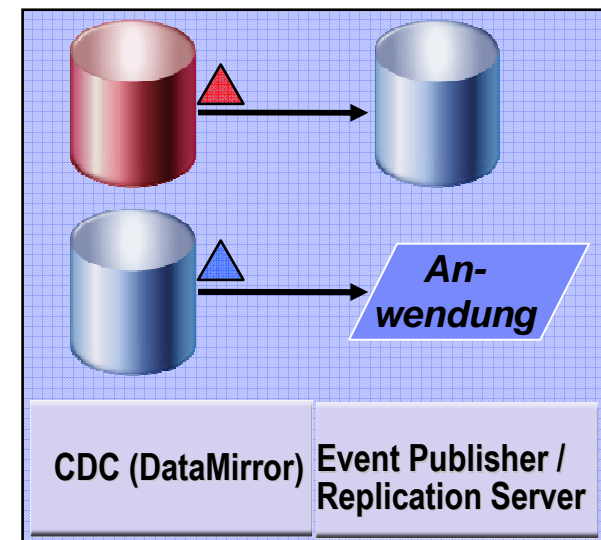 An-
wendung
CDC (DataMirror)
Event Publisher /
Replication Server